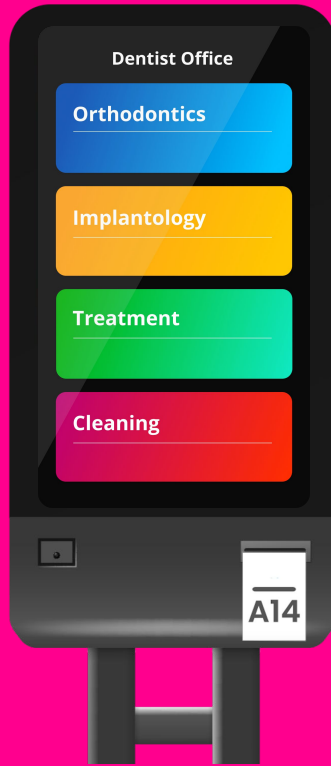 Dentist Office
Orthodontics
Implantology
Treatment
Cleaning
A14